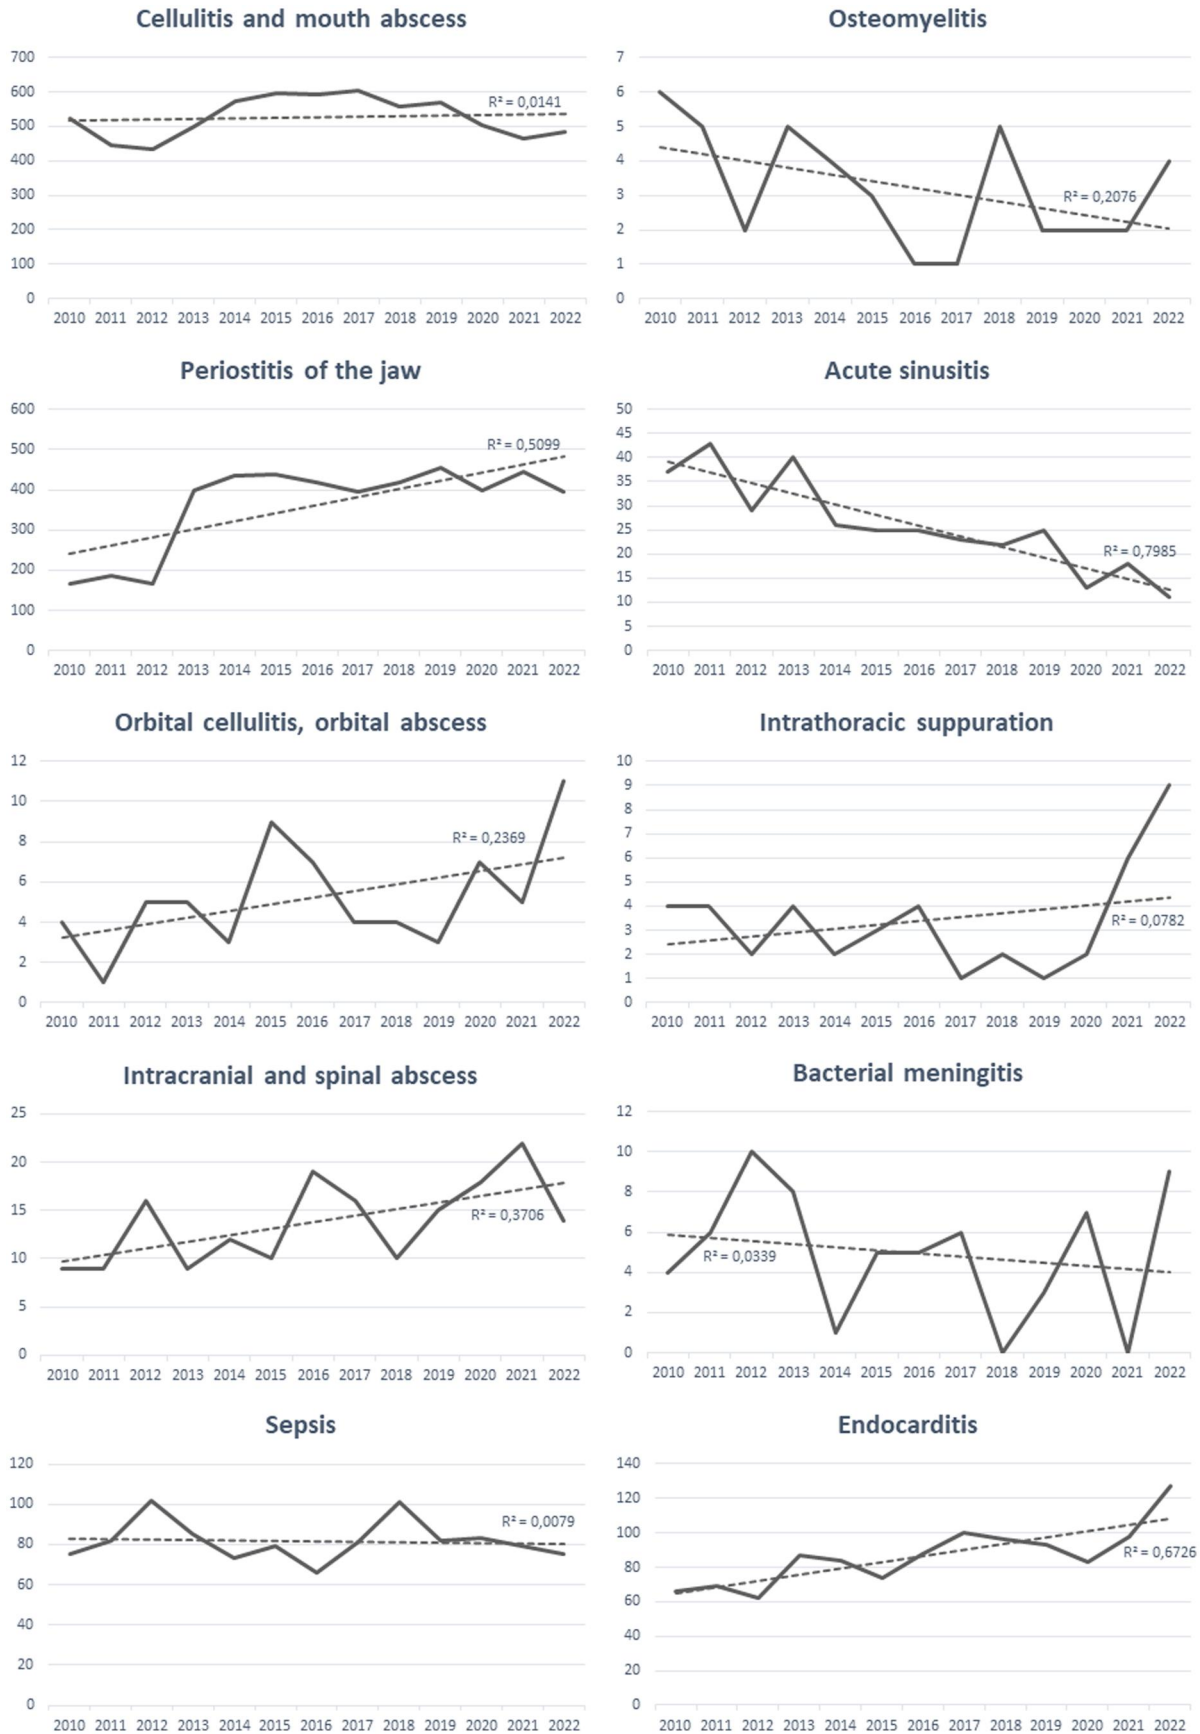 Cellulitis and mouth abscess
700
600
500
400
300
200
100
0
R² = 0,0141
2010 2011 2012 2013 2014 2015 2016 2017 2018 2019 2020 2021 2022
Osteomyelitis
7
6
5
4
3
2
1
0
R² = 0,2076
2010 2011 2012 2013 2014 2015 2016 2017 2018 2019 2020 2021 2022
Periostitis of the jaw
600
500
400
300
200
100
0
R² = 0,5099
2010 2011 2012 2013 2014 2015 2016 2017 2018 2019 2020 2021 2022
Acute sinusitis
50
45
40
35
30
25
20
15
10
5
0
R² = 0,7985
2010 2011 2012 2013 2014 2015 2016 2017 2018 2019 2020 2021 2022
Orbital cellulitis, orbital abscess
12
10
8
6
4
2
0
R² = 0,2369
2010 2011 2012 2013 2014 2015 2016 2017 2018 2019 2020 2021 2022
Intrathoracic suppuration
10
9
8
7
6
5
4
3
2
1
0
R² = 0,0782
2010 2011 2012 2013 2014 2015 2016 2017 2018 2019 2020 2021 2022
Intracranial and spinal abscess
25
20
15
10
5
0
R² = 0,3706
2010 2011 2012 2013 2014 2015 2016 2017 2018 2019 2020 2021 2022
Bacterial meningitis
12
10
8
6
4
2
0
R² = 0,0339
2010 2011 2012 2013 2014 2015 2016 2017 2018 2019 2020 2021 2022
Sepsis
120
100
80
60
40
20
0
R² = 0,0079
2010 2011 2012 2013 2014 2015 2016 2017 2018 2019 2020 2021 2022
Endocarditis
140
120
100
80
60
40
20
0
R² = 0,6726
2010 2011 2012 2013 2014 2015 2016 2017 2018 2019 2020 2021 2022